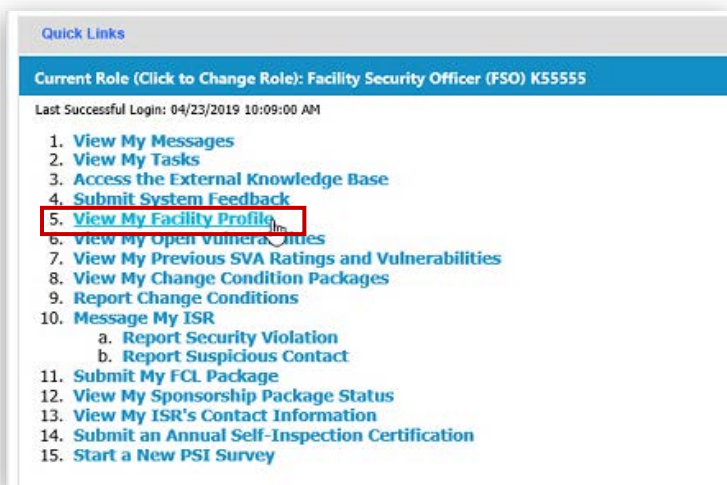 Quick Links
Current Role (Click to Change Role): Facility Security Officer (FSO) K55555
Last Successful Login: 04/23/2019 10:09:00 AM
1. View My Messages
2. View My Tasks
3. Access the External Knowledge Base
4. Submit System Feedback
5. View My Facility Profile
6. View My Open Vulnerabilities
7. View My Previous SVA Ratings and Vulnerabilities
8. View My Change Condition Packages
9. Report Change Conditions
10. Message My ISR
a. Report Security Violation
b. Report Suspicious Contact
11. Submit My FCL Package
12. View My Sponsorship Package Status
13. View My ISR's Contact Information
14. Submit an Annual Self-Inspection Certification
15. Start a New PSI Survey